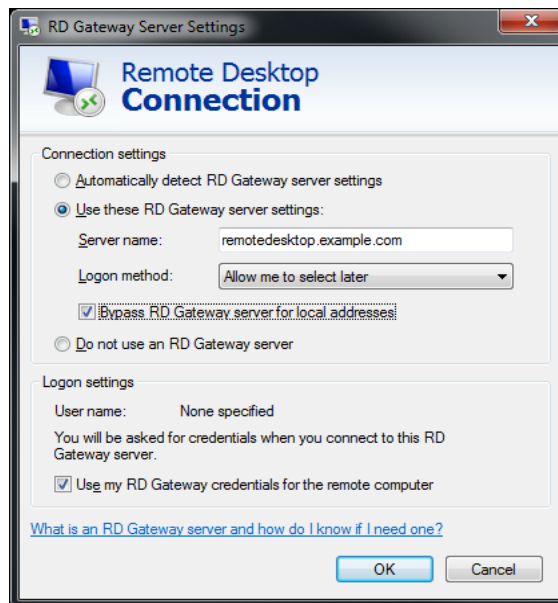 RD Gateway Server Settings
Remote Desktop
Connection
Connection settings
Automatically detect RD Gateway server settings
Use these RD Gateway server settings:
Server name: remotedesktop.example.com
Logon method: Allow me to select later
Bypass RD Gateway server for local addresses
Do not use an RD Gateway server
Logon settings
User name: None specified
You will be asked for credentials when you connect to this RD
Gateway server.
Use my RD Gateway credentials for the remote computer
What is an RD Gateway server and how do I know if I need one?
OK Cancel